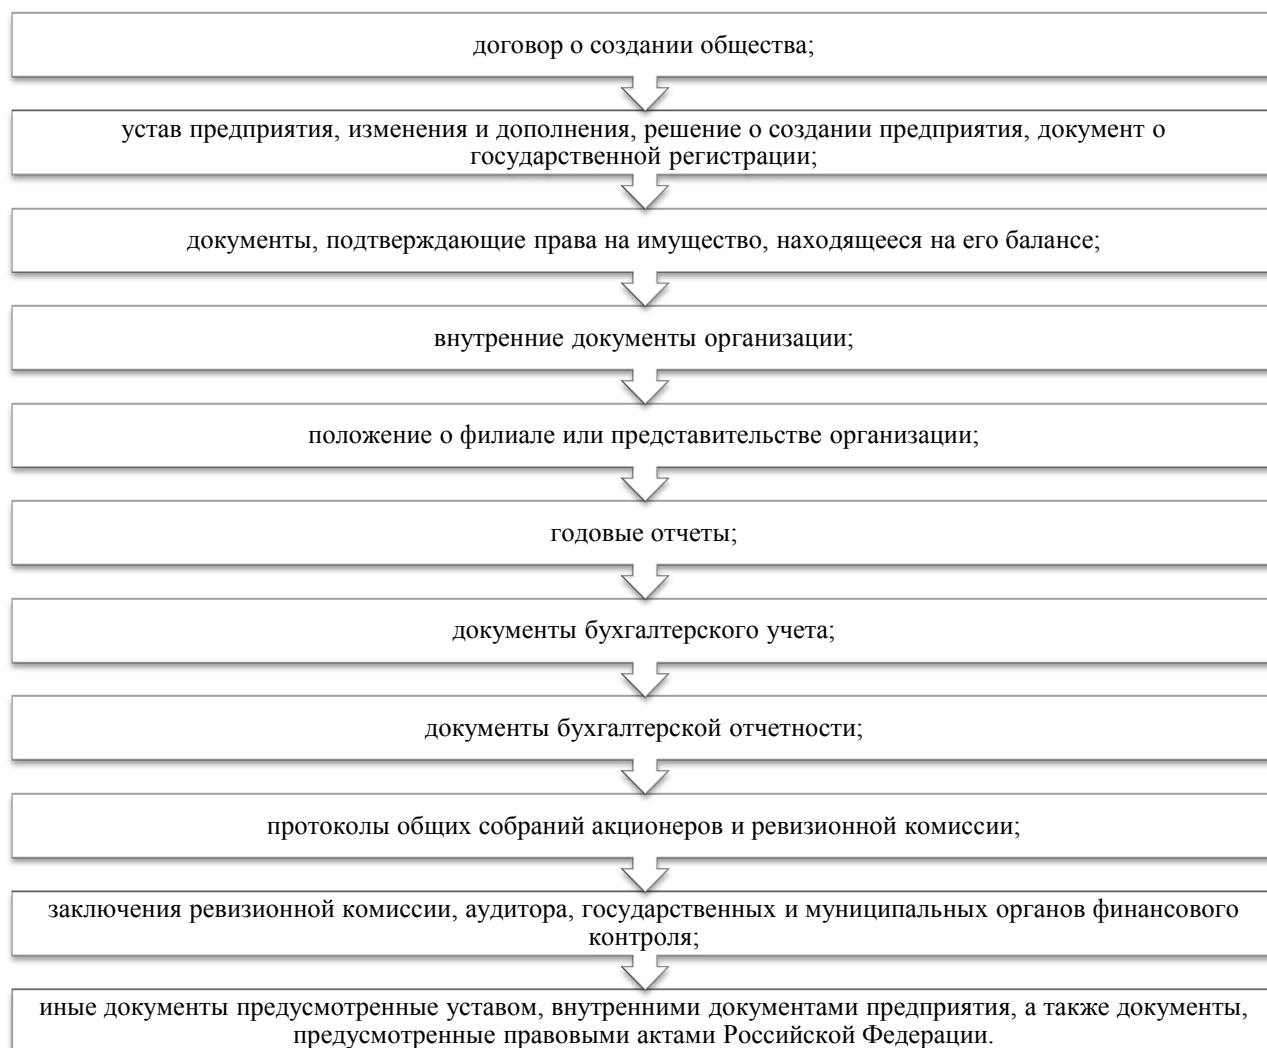 договор о создании общества;
устав предприятия, изменения и дополнения, решение о создании предприятия, документ о
государственной регистрации;
документы, подтверждающие права на имущество, находящееся на его балансе;
внутренние документы организации;
положение о филиале или представительстве организации;
годовые отчеты;
документы бухгалтерского учета;
документы бухгалтерской отчетности;
протоколы общих собраний акционеров и ревизионной комиссии;
заключения ревизионной комиссии, аудитора, государственных и муниципальных органов финансового
контроля;
иные документы предусмотренные уставом, внутренними документами предприятия, а также документы,
предусмотренные правовыми актами Российской Федерации.